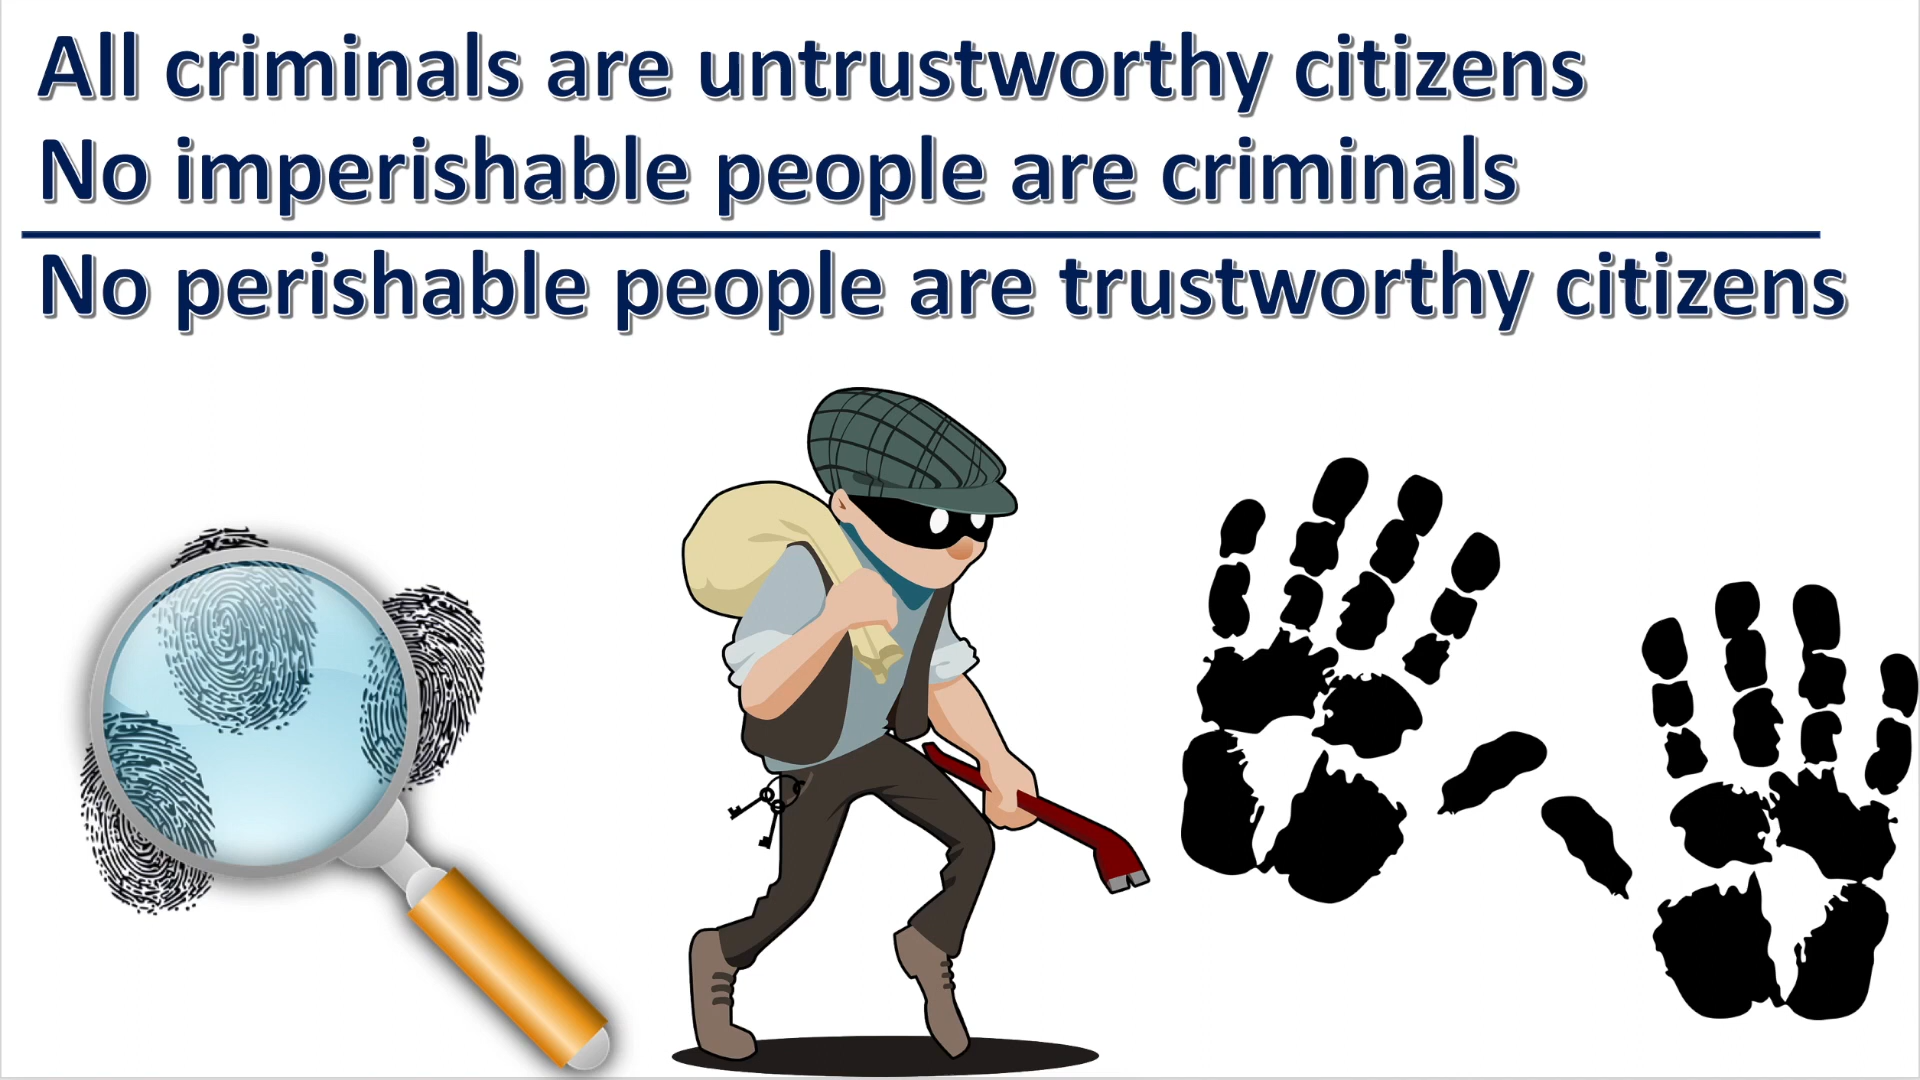 All criminals are untrustworthy citizens
No imperishable people are criminals
No perishable people are trustworthy citizens